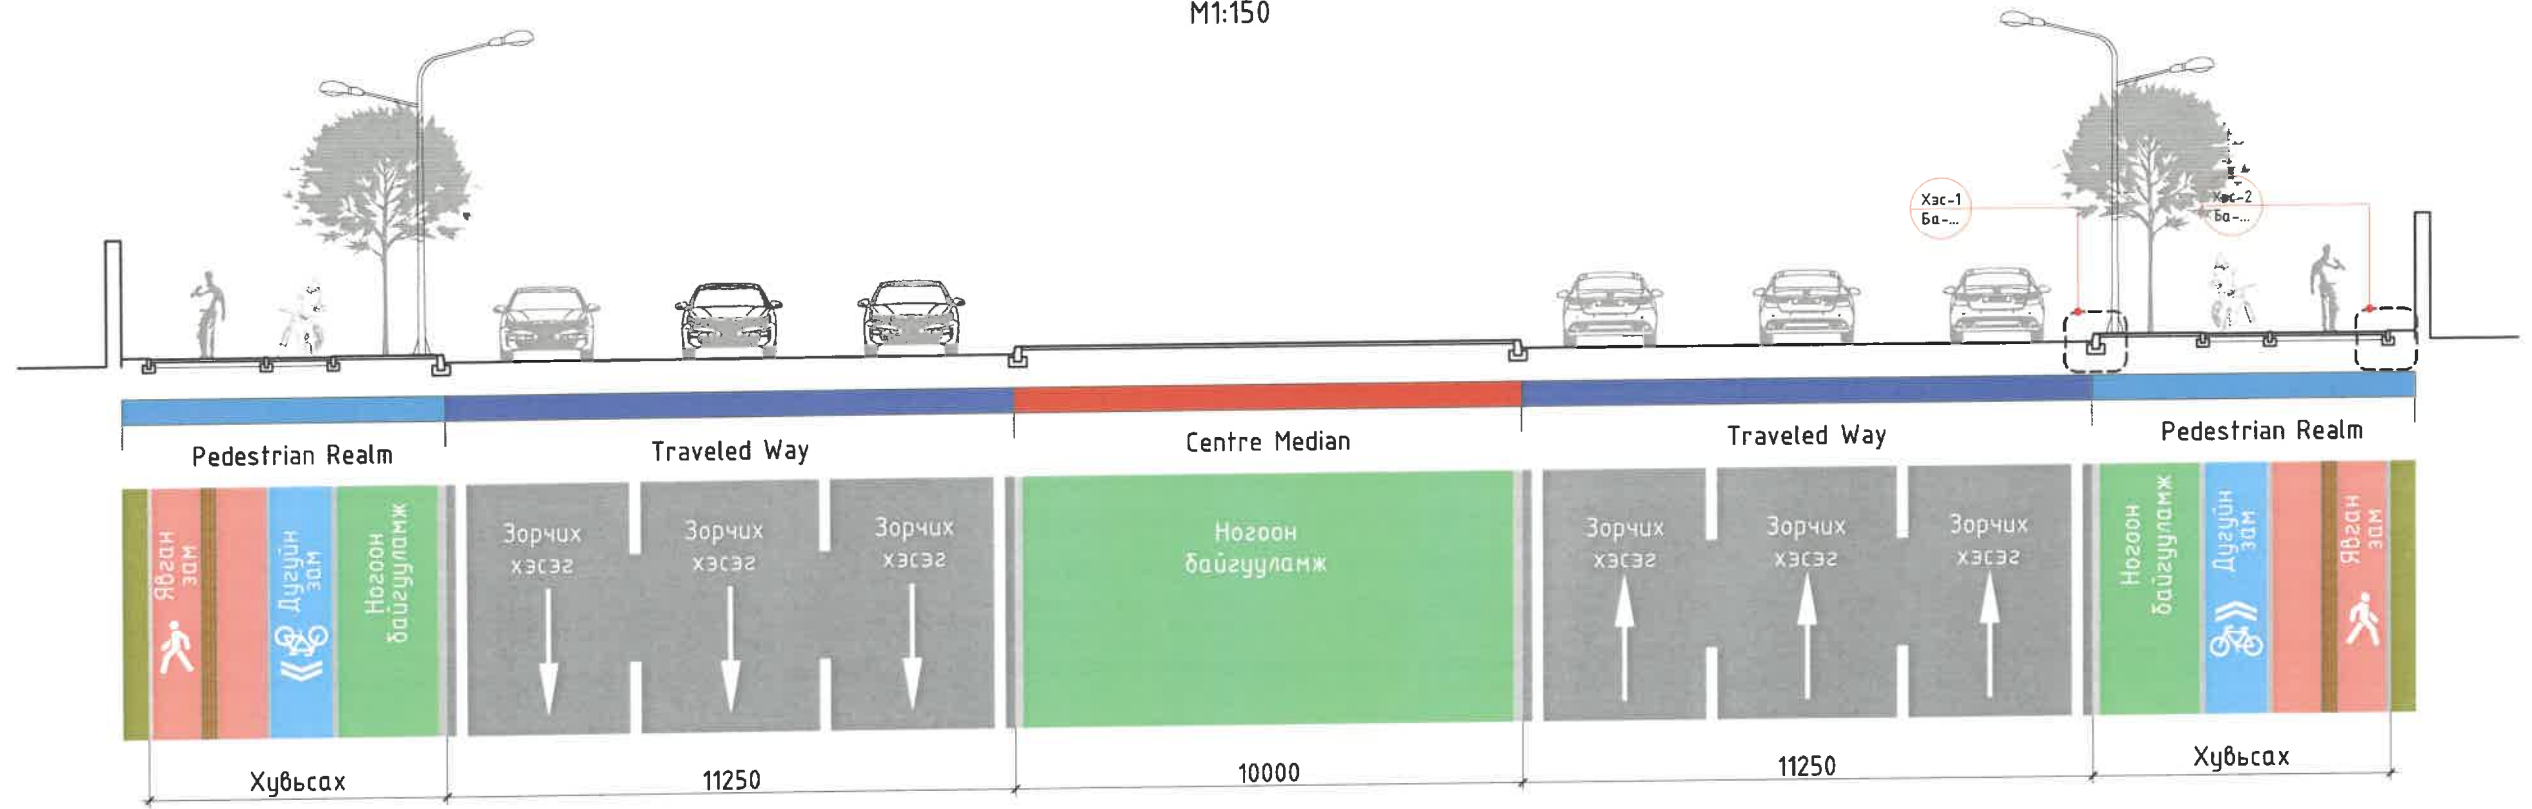 M1:150
Хэс-1
Ба-...
Хэс-2
Ба-...
Pedestrian Realm
Traveled Way
Centre Median
Traveled Way
Pedestrian Realm
Явган
зам
Дугуйн
зам
Ногоон
байгууламж
Зорчих
хэсэг
Зорчих
хэсэг
Зорчих
хэсэг
Ногоон
байгууламж
Зорчих
хэсэг
Зорчих
хэсэг
Зорчих
хэсэг
Ногоон
байгууламж
Дугуйн
зам
Явган
зам
Хувьсах
11250
10000
11250
Хувьсах